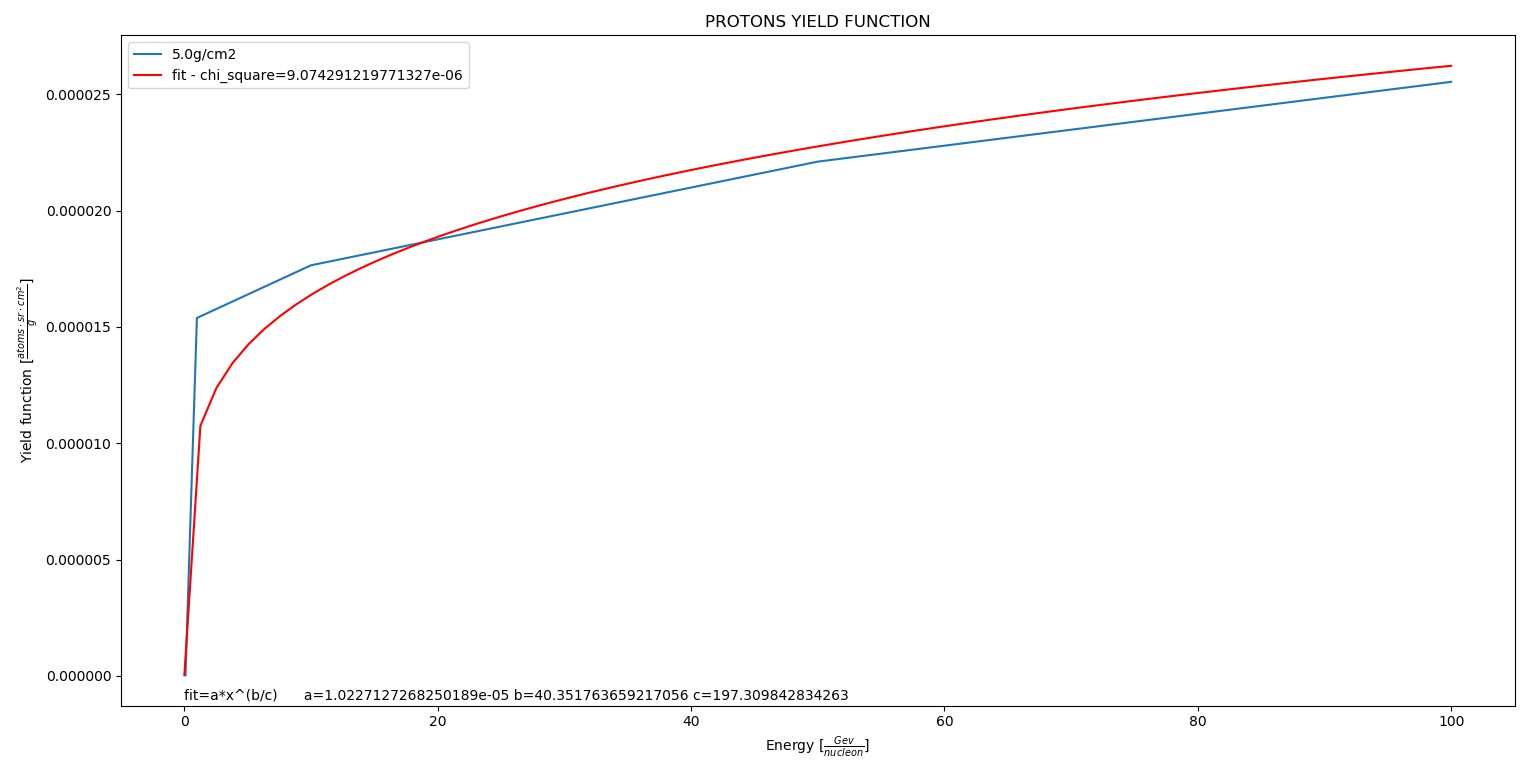 PROTONS YIELD FUNCTION
5.0g/cm2
fit - chi_square=9.074291219771327e-06
0.000025
0.000020
0.000015
0.000010
0.000005
0.000000
Yield function [atoms·sr·cm²/g]
fit=a*x^(b/c) a=1.0227127268250189e-05 b=40.351763659217056 c=197.309842834263
0 20 40 60 80 100
Energy [Gev/nucleon]